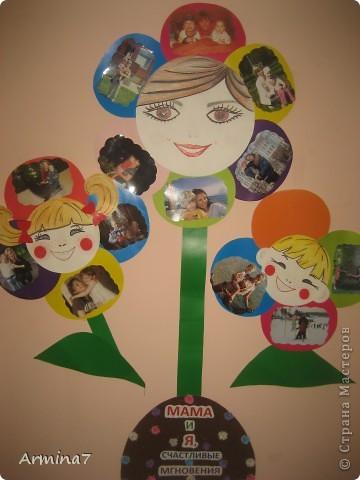 МАМА
И
Я,
СЧАСТЛИВЫЕ
МГНОВЕНИЯ
Armina7
© Страна Мастеров